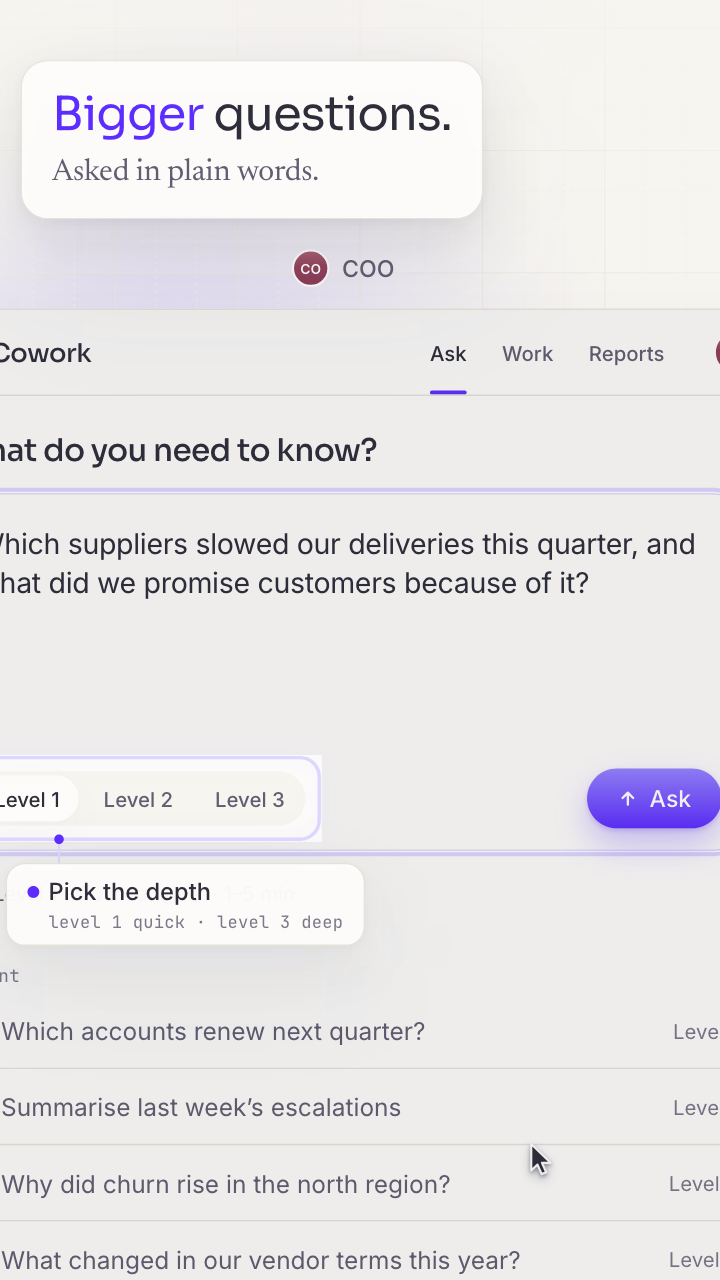 Bigger questions.
Asked in plain words.
CO COO
Cowork
Ask Work Reports
hat do you need to know?
Which suppliers slowed our deliveries this quarter, and
hat did we promise customers because of it?
Level 1 Level 2 Level 3
↑ Ask
Pick the depth
level 1 quick · level 3 deep
nt
Which accounts renew next quarter? Leve
Summarise last week’s escalations Leve
Why did churn rise in the north region? Level
What changed in our vendor terms this year? Level